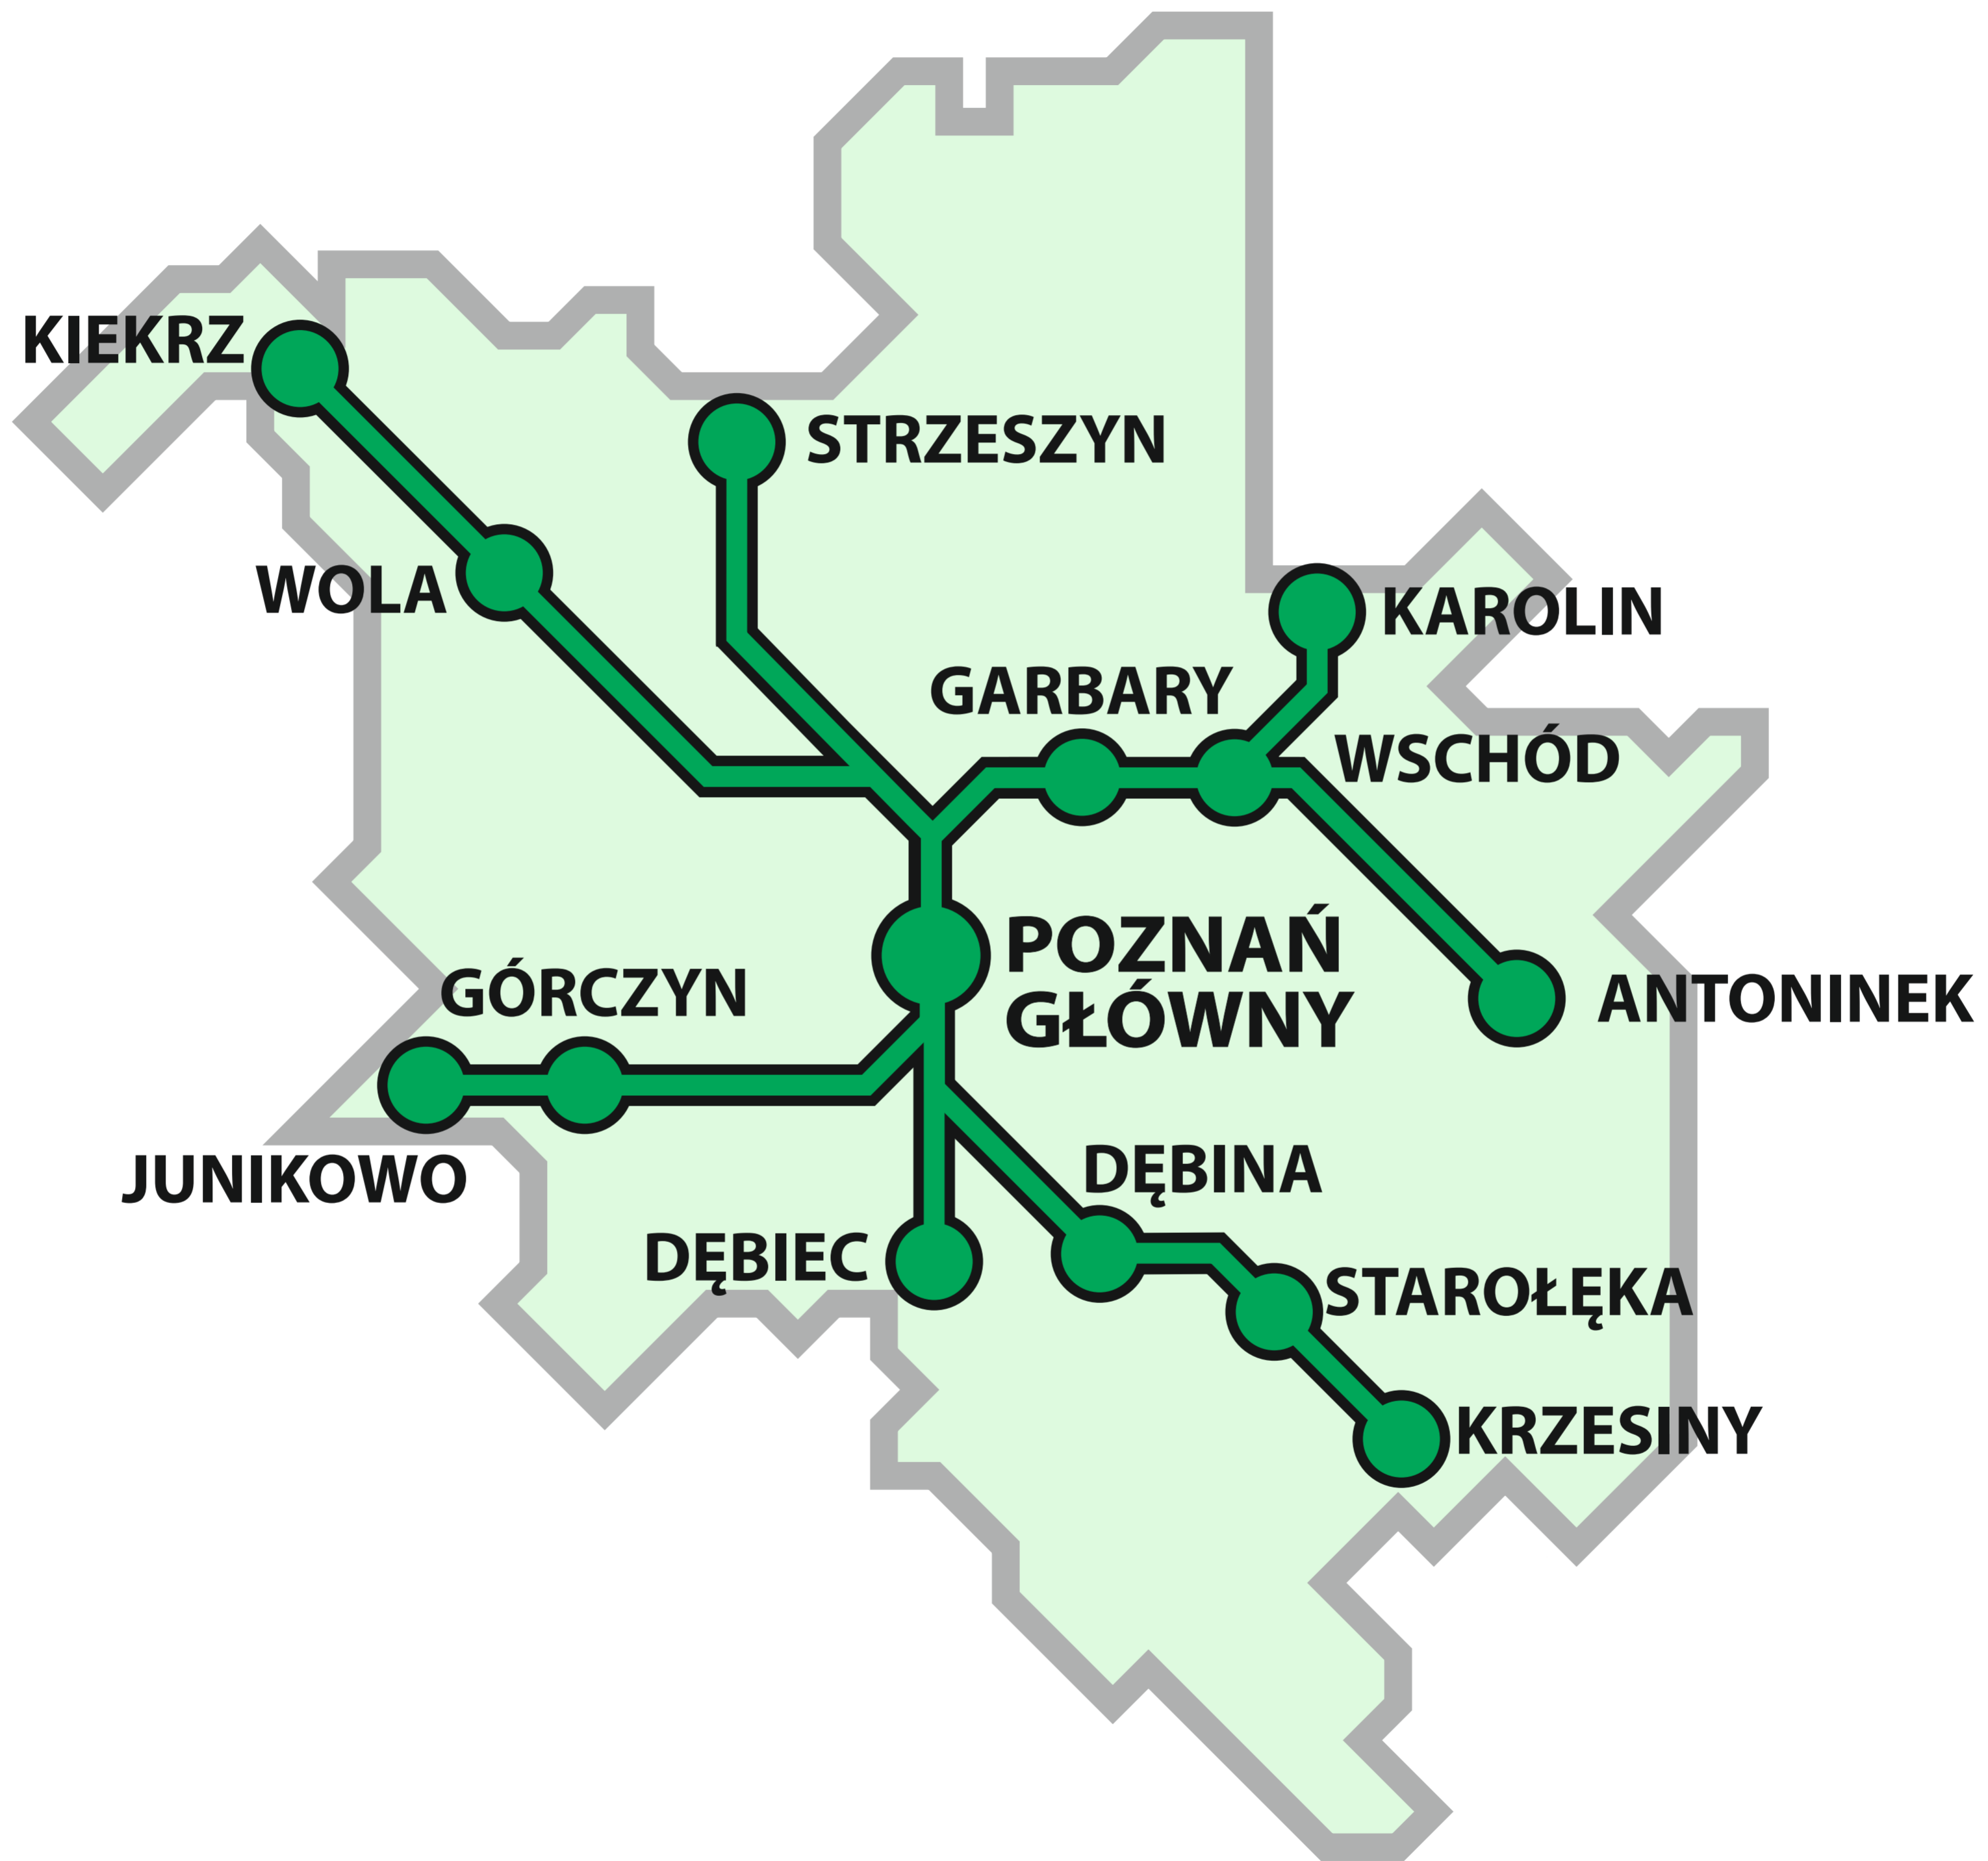 KIEKRZ
STRZESZYN
WOLA
KAROLIN
GARBARY
WSCHÓD
POZNAŃ
GŁÓWNY
GÓRCZYN
ANTONINEK
JUNIKOWO
DĘBINA
DĘBIEC
STAROŁĘKA
KRZESINY